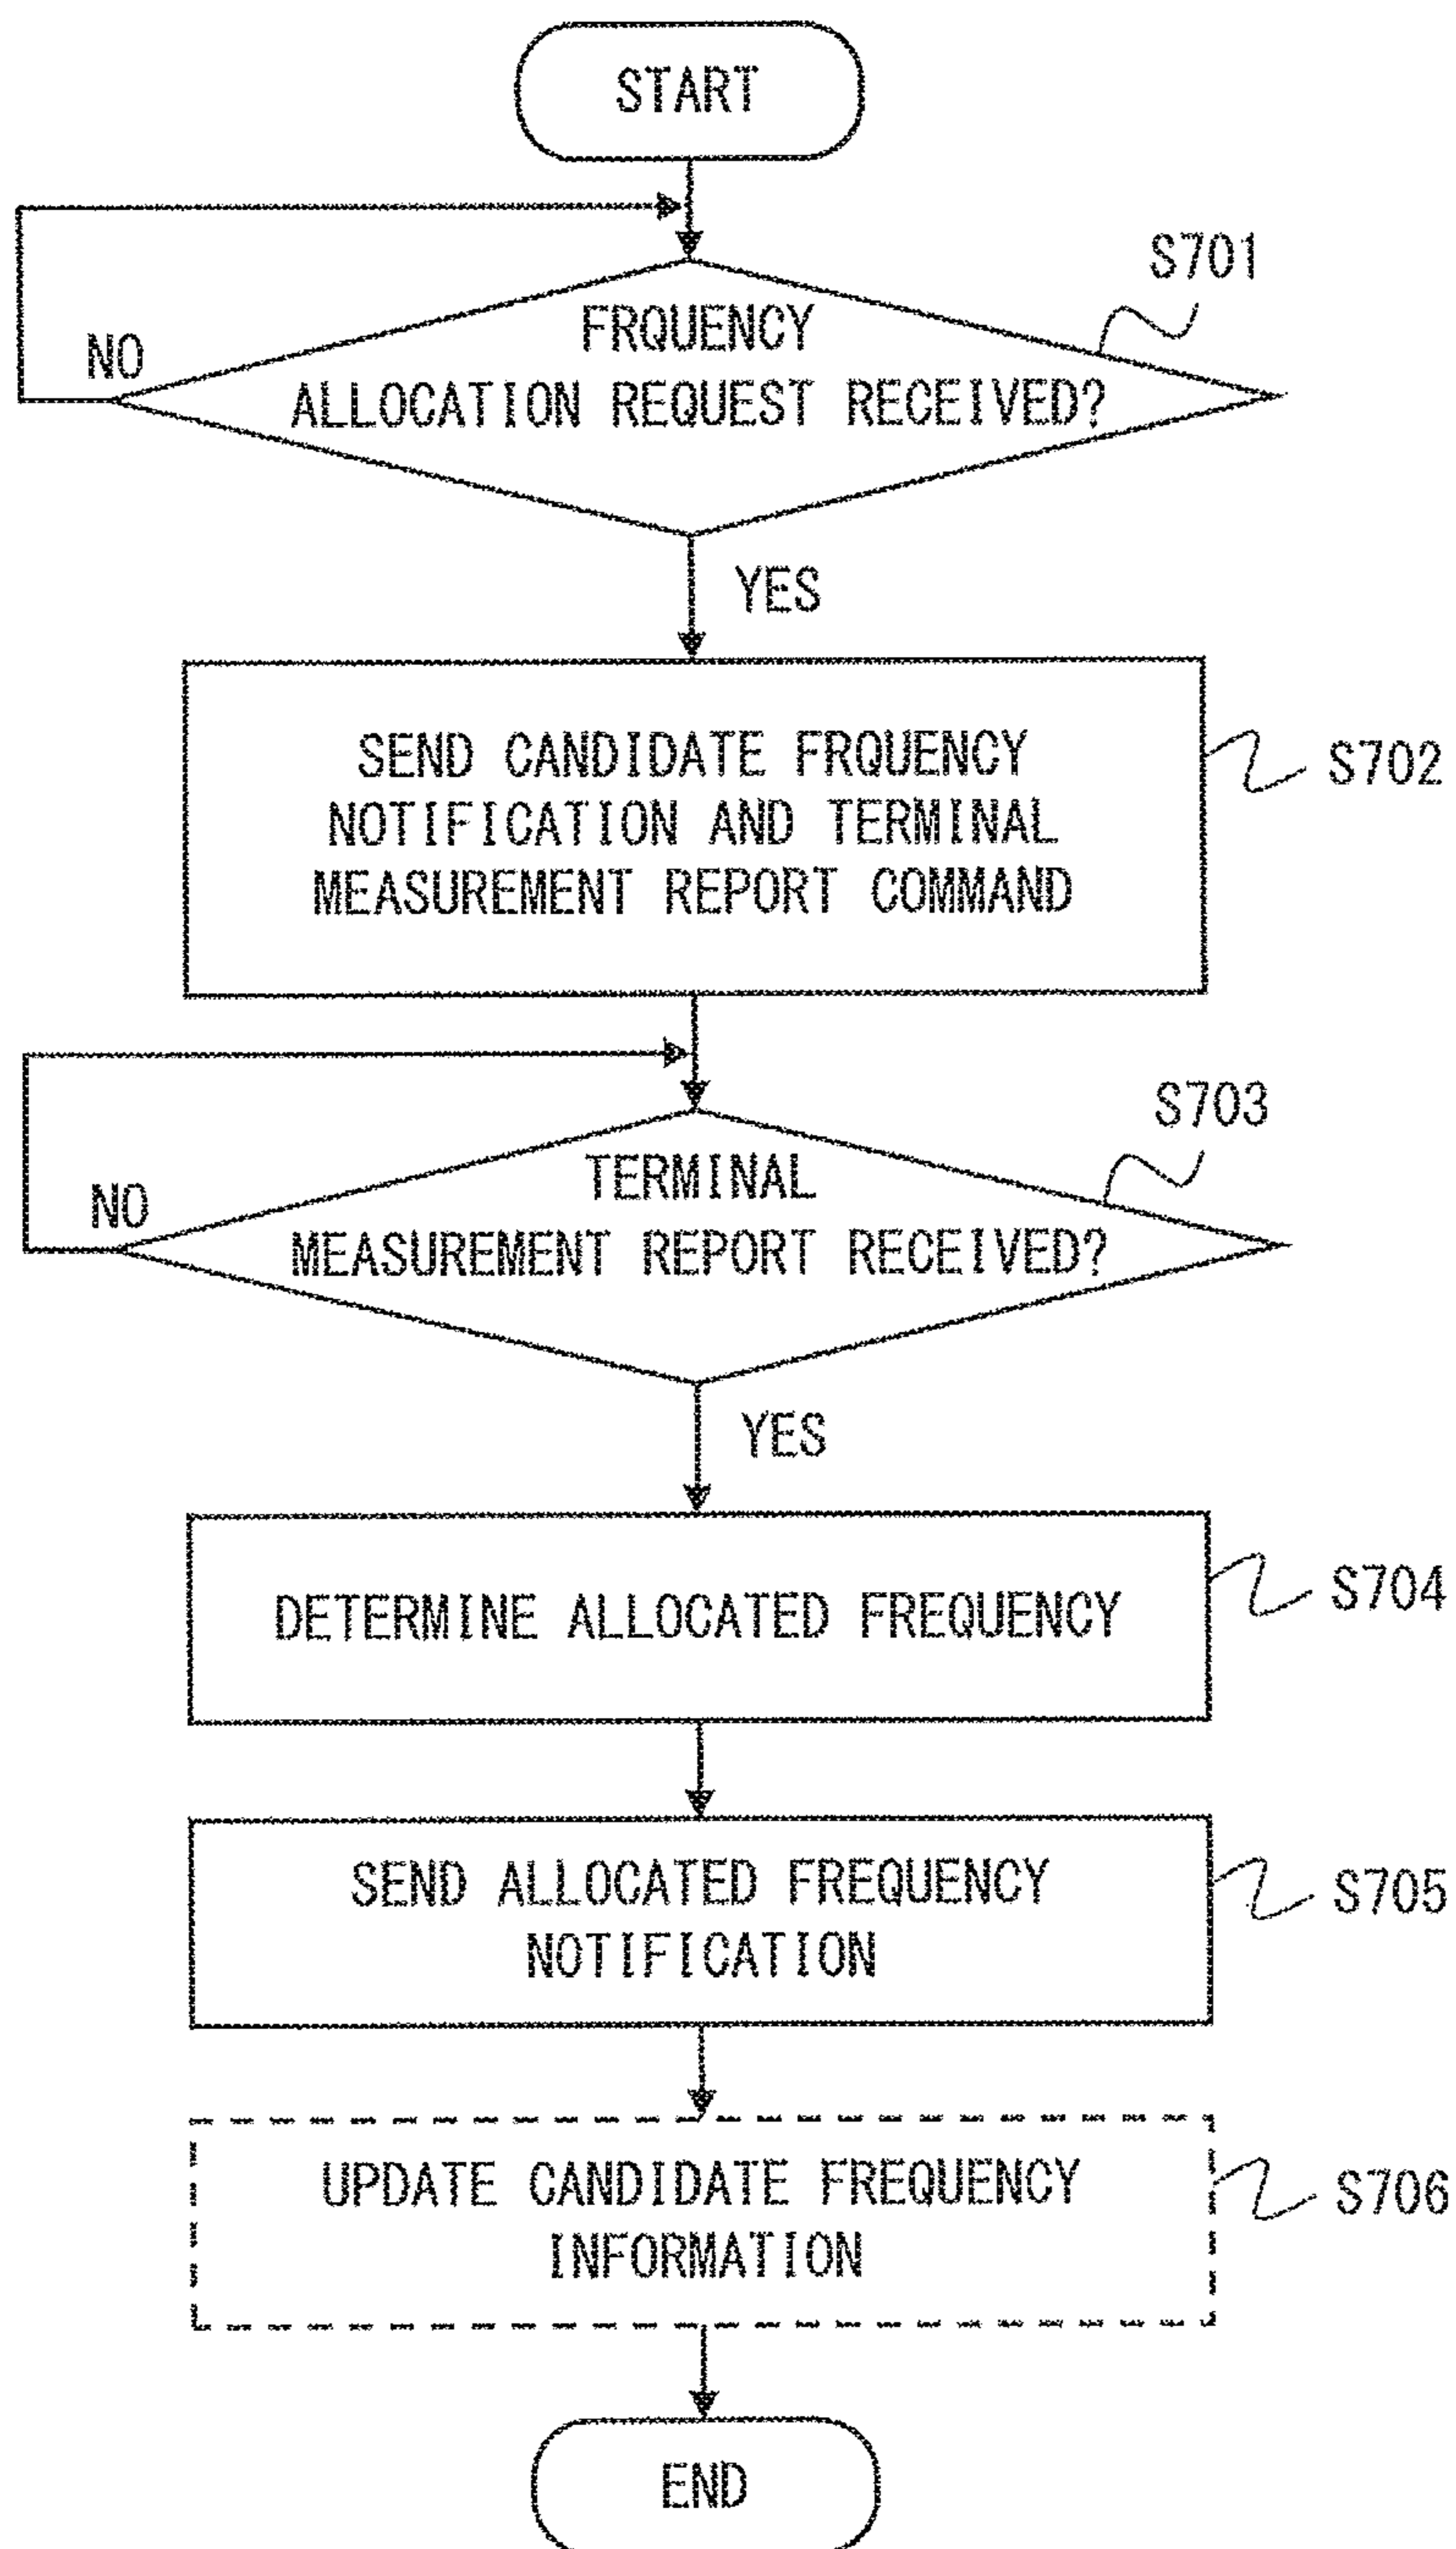 START
S701
FRQUENCY
NO
ALLOCATION REQUEST RECEIVED?
YES
SEND CANDIDATE FRQUENCY
S702
NOTIFICATION AND TERMINAL
MEASUREMENT REPORT COMMAND
S703
TERMINAL
NO
MEASUREMENT REPORT RECEIVED?
YES
DETERMINE ALLOCATED FREQUENCY
S704
SEND ALLOCATED FREQUENCY
S705
NOTIFICATION
UPDATE CANDIDATE FREQUENCY
S706
INFORMATION
END